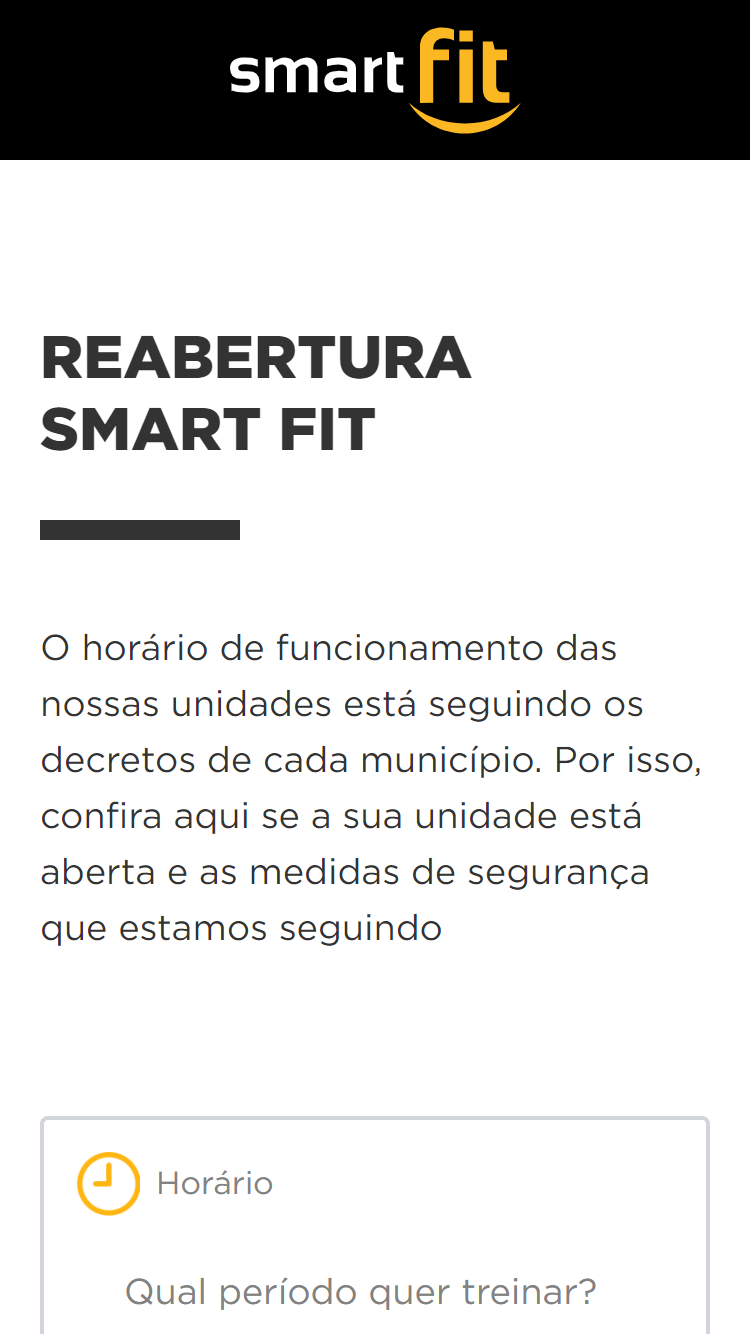 smart fit
REABERTURA
SMART FIT
O horário de funcionamento das
nossas unidades está seguindo os
decretos de cada município. Por isso,
confira aqui se a sua unidade está
aberta e as medidas de segurança
que estamos seguindo
Horário
Qual período quer treinar?